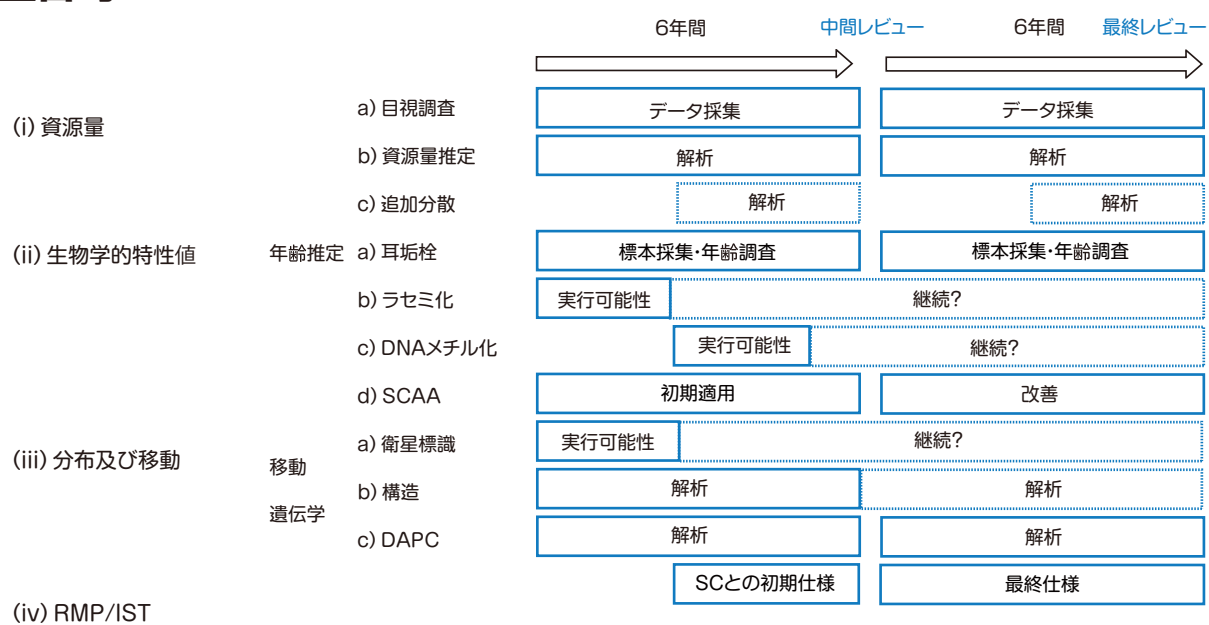 6年間 中間レビュー 6年間 最終レビュー
(i) 資源量
a) 目視調査 データ採集 データ採集
b) 資源量推定 解析 解析
c) 追加分散 解析 解析
(ii) 生物学的特性値 年齢推定 a) 耳垢栓 標本採集・年齢調査 標本採集・年齢調査
b) ラセミ化 実行可能性 継続?
c) DNAメチル化 実行可能性 継続?
d) SCAA 初期適用 改善
(iii) 分布及び移動 移動 a) 衛星標識 実行可能性 継続?
遺伝学 b) 構造 解析 解析
c) DAPC 解析 解析
SCとの初期仕様 最終仕様
(iv) RMP/IST